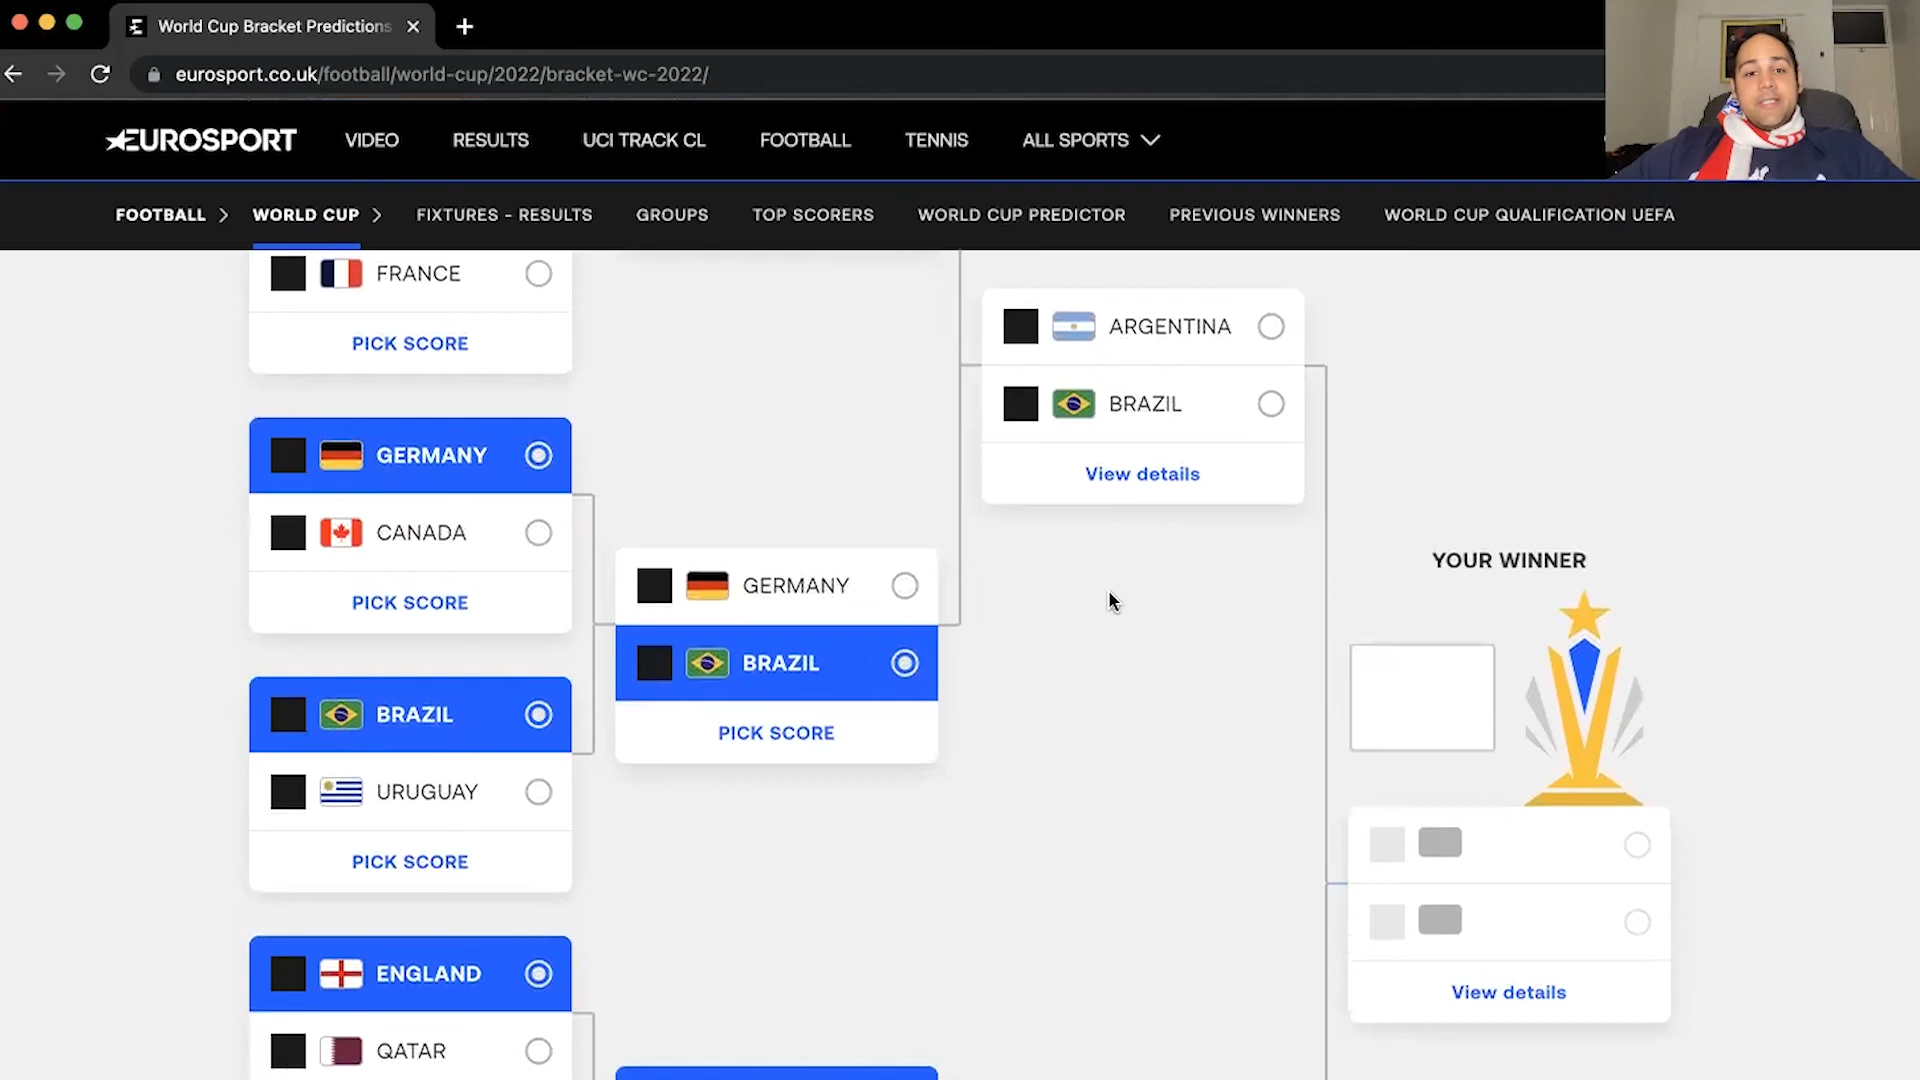 World Cup Bracket Predictions
eurosport.co.uk/football/world-cup/2022/bracket-wc-2022/
EUROSPORT VIDEO RESULTS UCI TRACK CL FOOTBALL TENNIS ALL SPORTS
FOOTBALL WORLD CUP FIXTURES - RESULTS GROUPS TOP SCORERS WORLD CUP PREDICTOR PREVIOUS WINNERS WORLD CUP QUALIFICATION UEFA
FRANCE
PICK SCORE
GERMANY
CANADA
PICK SCORE
BRAZIL
URUGUAY
PICK SCORE
ENGLAND
QATAR
GERMANY
BRAZIL
PICK SCORE
ARGENTINA
BRAZIL
View details
YOUR WINNER
View details